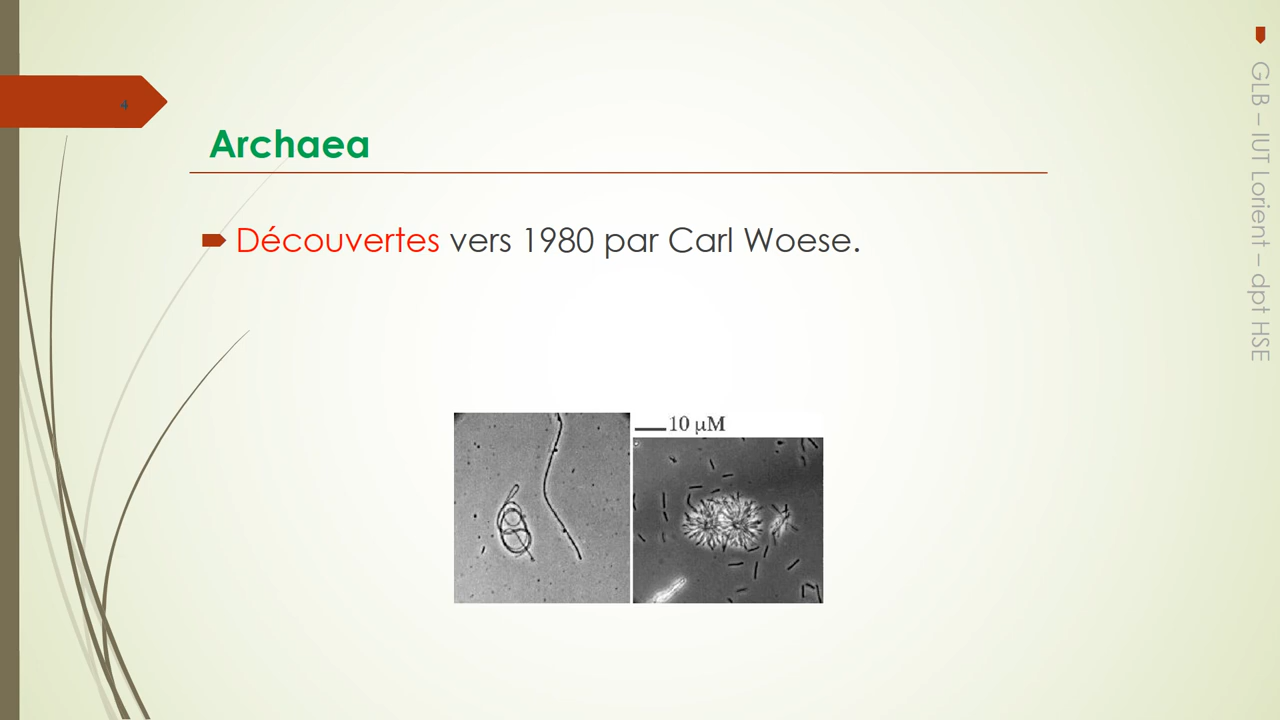 4
Archaea
Découvertes vers 1980 par Carl Woese.
10 µM
GLB – IUT Lorient – dpt HSE